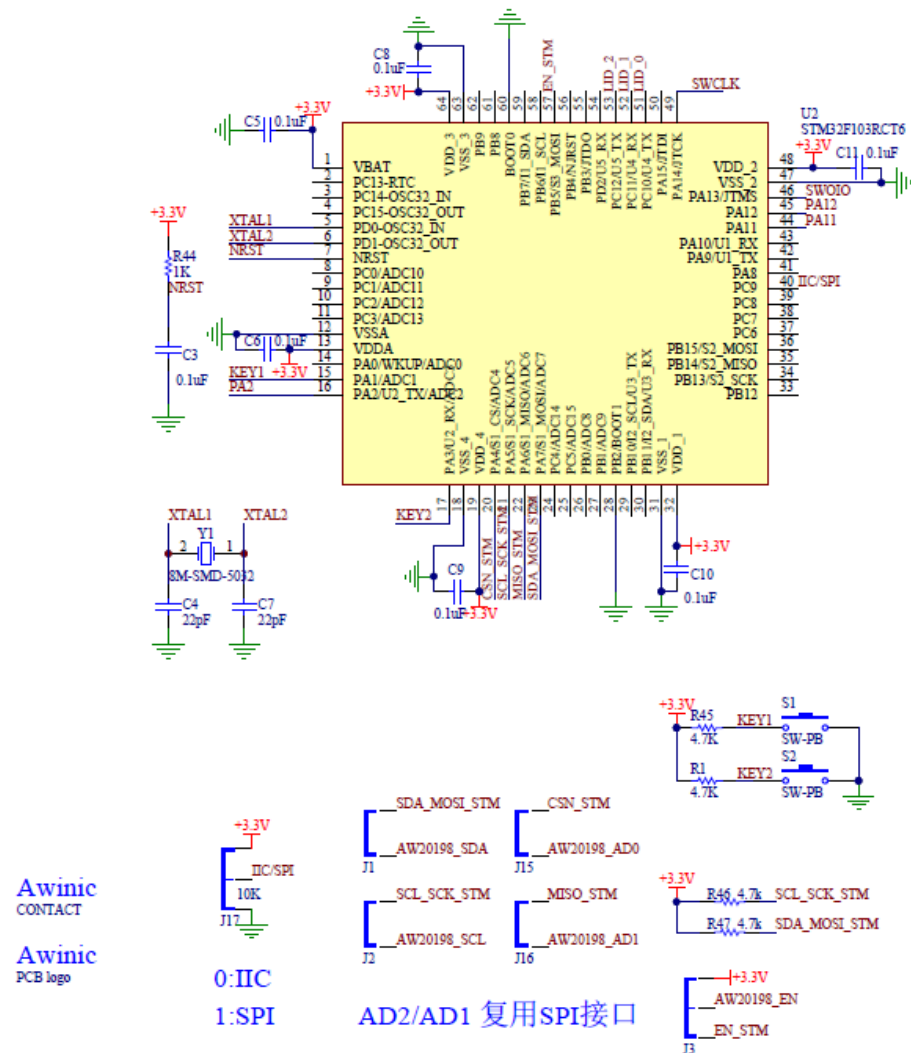 C8
0.1uF
+3.3V
EN_STM
LID_2
LID_1
LID_0
SWCLK
64
63
62
61
60
59
58
57
56
55
54
53
52
51
50
49
U2
STM32F103RCT6
+3.3V
C5
0.1uF
+3.3V
C11
0.1uF
VDD_3
VSS_3
PB9
PB8
BOOT0
PB7/I1_SDA
PB6/I1_SCL
PB5/S3_MOSI
PB4/NJRST
PB3/JTDO
PD2/U5_RX
PC12/U5_TX
PC11/U4_RX
PC10/U4_TX
PA15/JTDI
PA14/JTCK
1 VBAT
2 PC13-RTC
3 PC14-OSC32_IN
4 PC15-OSC32_OUT
XTAL1 5 PD0-OSC32_IN
XTAL2 6 PD1-OSC32_OUT
NRST 7 NRST
8 PC0/ADC10
9 PC1/ADC11
10 PC2/ADC12
11 PC3/ADC13
12 VSSA
13 VDDA
14 PA0/WKUP/ADC0
KEY1 15 PA1/ADC1
PA2 16 PA2/U2_TX/ADC2
VDD_2 48
VSS_2 47
PA13/JTMS 46 SWOIO
PA12 45 PA12
PA11 44 PA11
PA10/U1_RX 43
PA9/U1_TX 42
PA8 41
PC9 40 IIC/SPI
PC8 39
PC7 38
PC6 37
PB15/S2_MOSI 36
PB14/S2_MISO 35
PB13/S2_SCK 34
PB12 33
+3.3V
R44
1K
NRST
C3
0.1uF
C6
0.1uF
+3.3V
PA3/U2_RX/ADC3
VSS_4
VDD_4
PA4/S1_CS/ADC4
PA5/S1_SCK/ADC5
PA6/S1_MISO/ADC6
PA7/S1_MOSI/ADC7
PC4/ADC14
PC5/ADC15
PB0/ADC8
PB1/ADC9
PB2/BOOT1
PB10/I2_SCL/U3_TX
PB11/I2_SDA/U3_RX
VSS_1
VDD_1
17
18
19
20
21
22
23
24
25
26
27
28
29
30
31
32
KEY2
CSN_STM
SCL_SCK_STM
MISO_STM
SDA_MOSI_STM
C9
0.1uF
+3.3V
+3.3V
C10
0.1uF
XTAL1
XTAL2
Y1
2
1
8M-SMD-5032
C4
22pF
C7
22pF
+3.3V
R45
4.7K
KEY1
S1
SW-PB
R1
4.7K
KEY2
S2
SW-PB
+3.3V
IIC/SPI
10K
J17
SDA_MOSI_STM
AW20198_SDA
J1
CSN_STM
AW20198_AD0
J15
SCL_SCK_STM
AW20198_SCL
J2
MISO_STM
AW20198_AD1
J16
+3.3V
R46 4.7k SCL_SCK_STM
R47 4.7k SDA_MOSI_STM
Awinic
CONTACT
Awinic
PCB logo
0:IIC
1:SPI
AD2/AD1 复用SPI接口
+3.3V
AW20198_EN
EN_STM
J3